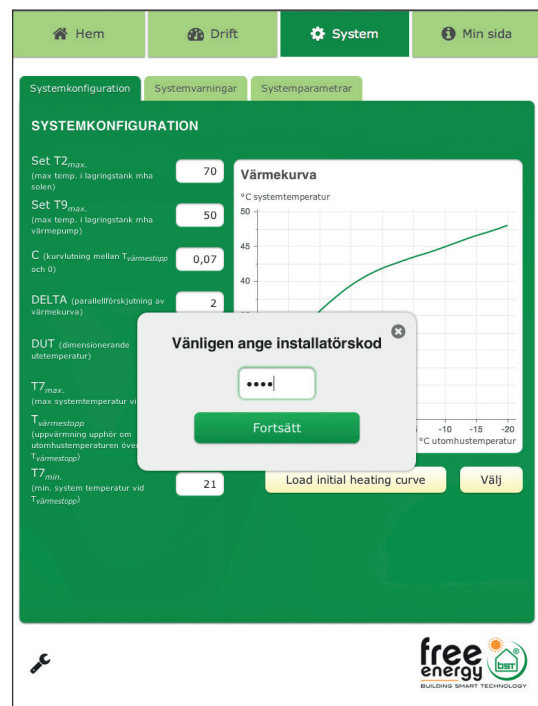 Hem
Drift
System
Min sida
Systemkonfiguration
Systemvarningar
Systemparametrar
SYSTEMKONFIGURATION
Set T2max.
(max temp. i lagringstank mha
solen)
70
Set T9max.
(max temp. i lagringstank mha
värmepump)
50
C (kurvlutning mellan Tvärmestopp
och 0)
0,07
DELTA (parallellförskjutning av
värmekurva)
2
DUT (dimensionerande
utetemperatur)
T7max.
(max systemtemperatur
Tvärmestopp
(uppvärmning upphör om
utomhustemperaturen
Tvärmestopp)
T7min.
(min. system temperatur vid
Tvärmestopp)
21
Värmekurva
°C systemtemperatur
50
45
40
-10
-15
-20
°C utomhustemperatur
Vänligen ange installatörskod
••••
Fortsätt
Load initial heating curve
Välj
free
energy
bst
®
BUILDING SMART TECHNOLOGY